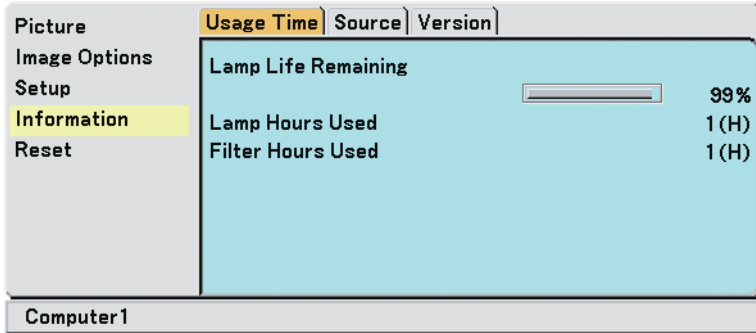 Picture
Image Options
Setup
Information
Reset
Usage Time Source Version
Lamp Life Remaining
99%
Lamp Hours Used 1(H)
Filter Hours Used 1(H)
Computer1